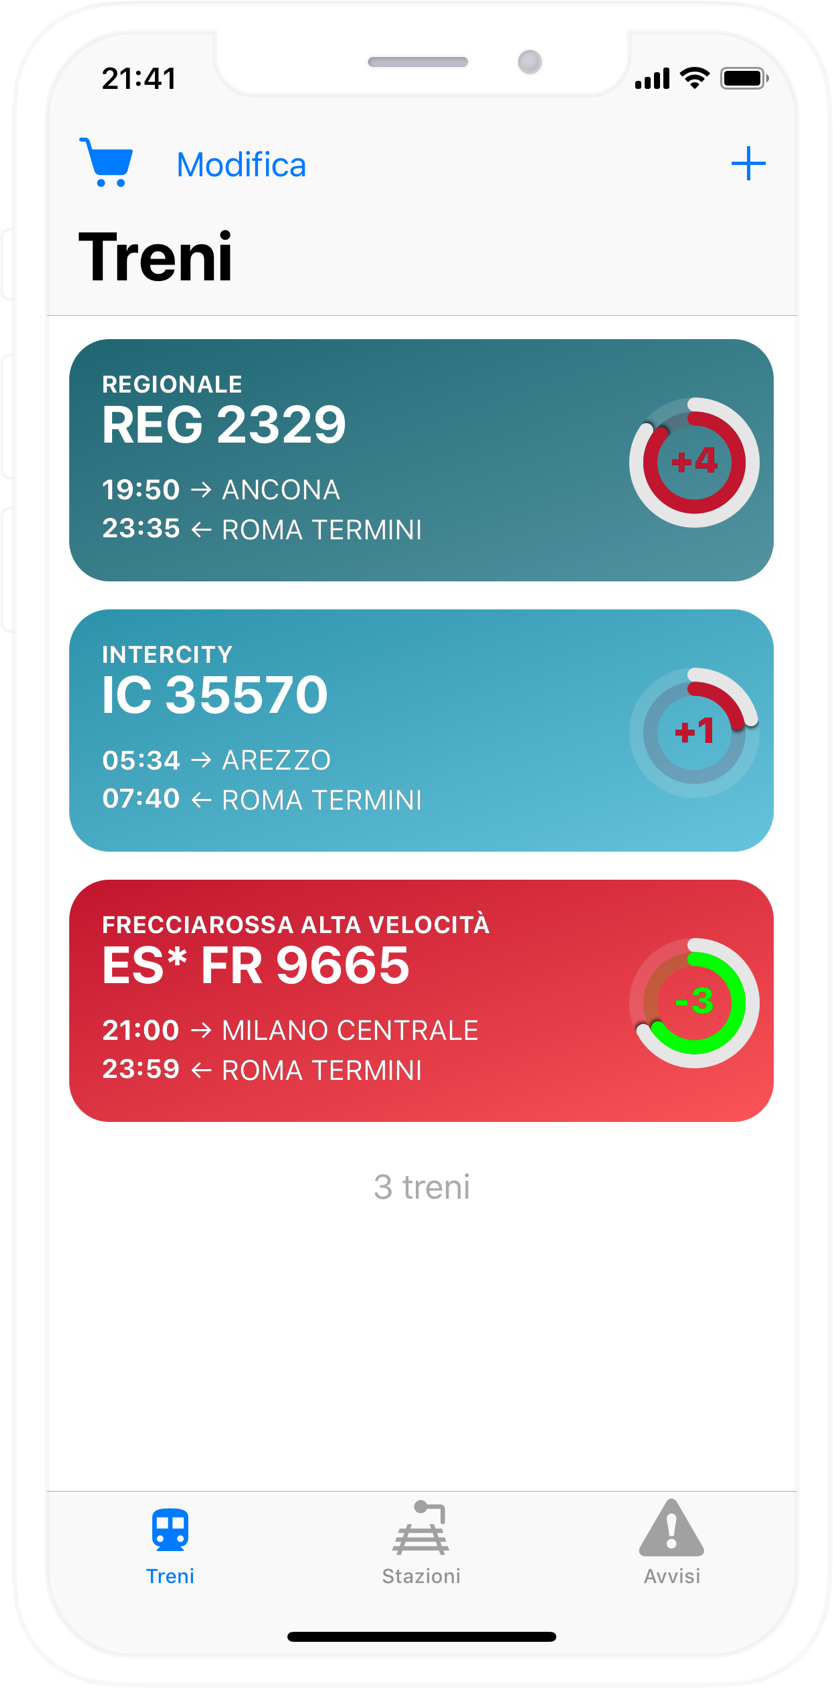 21:41
Modifica
Treni
REGIONALE
REG 2329
+4
19:50 → ANCONA
23:35 ← ROMA TERMINI
INTERCITY
IC 35570
+1
05:34 → AREZZO
07:40 ← ROMA TERMINI
FRECCIAROSSA ALTA VELOCITÀ
ES* FR 9665
-3
21:00 → MILANO CENTRALE
23:59 ← ROMA TERMINI
3 treni
Treni
Stazioni
Avvisi